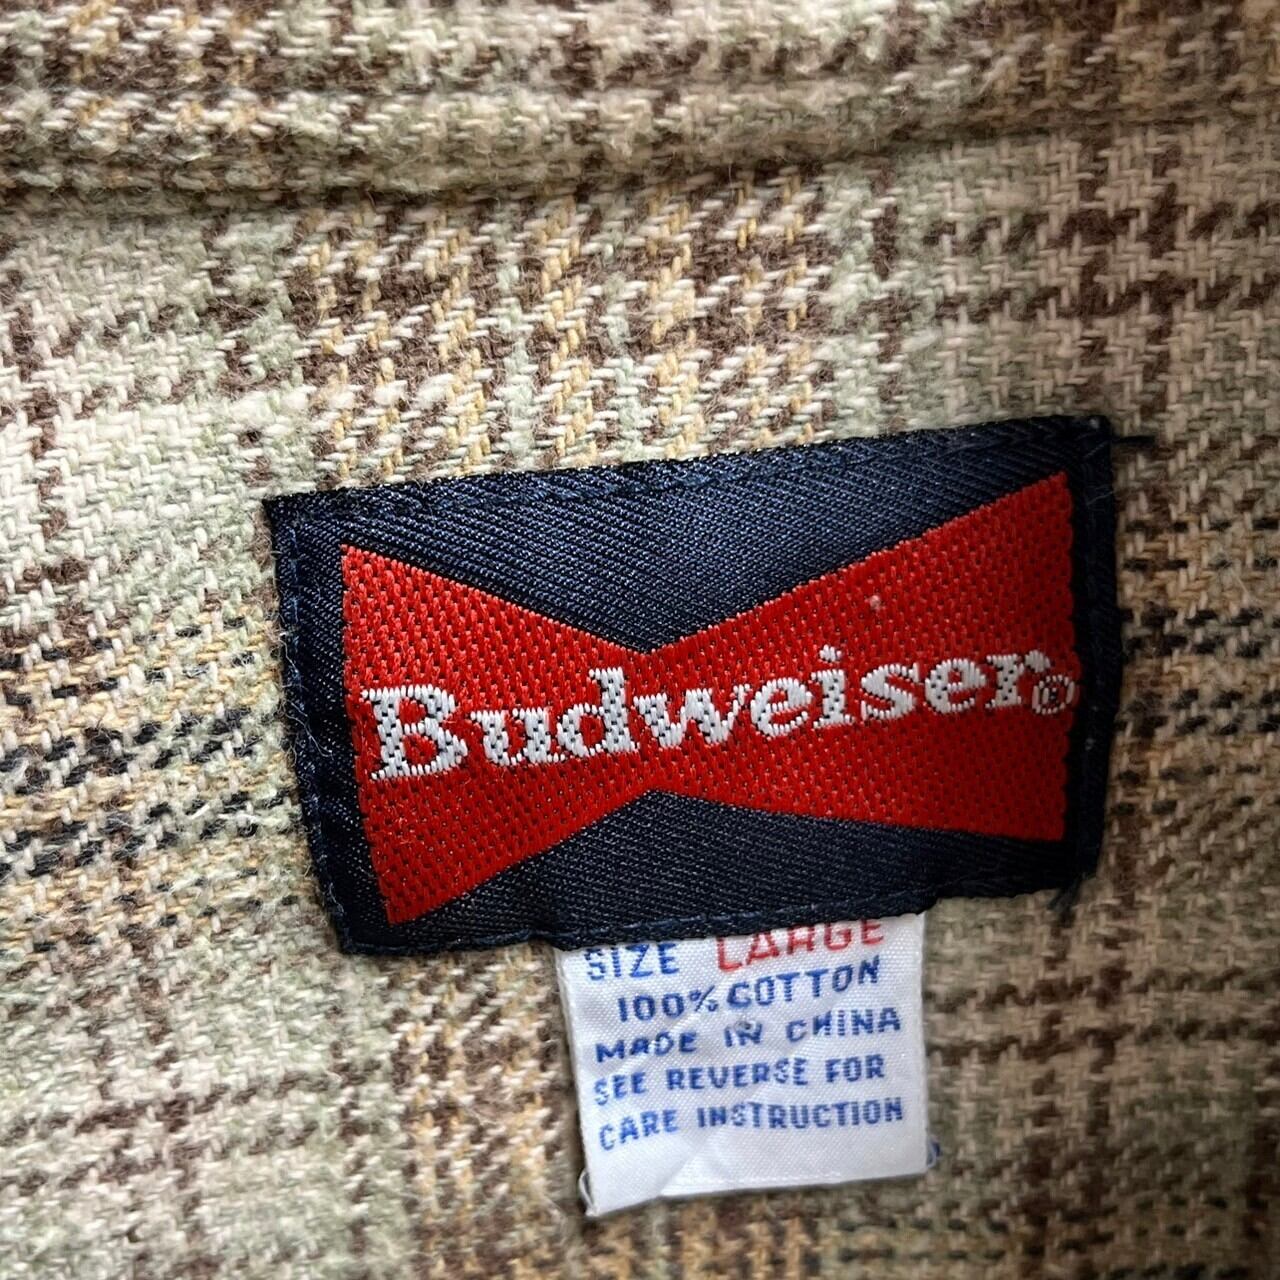 Budweiser®
SIZE LARGE
100% COTTON
MADE IN CHINA
SEE REVERSE FOR
CARE INSTRUCTION